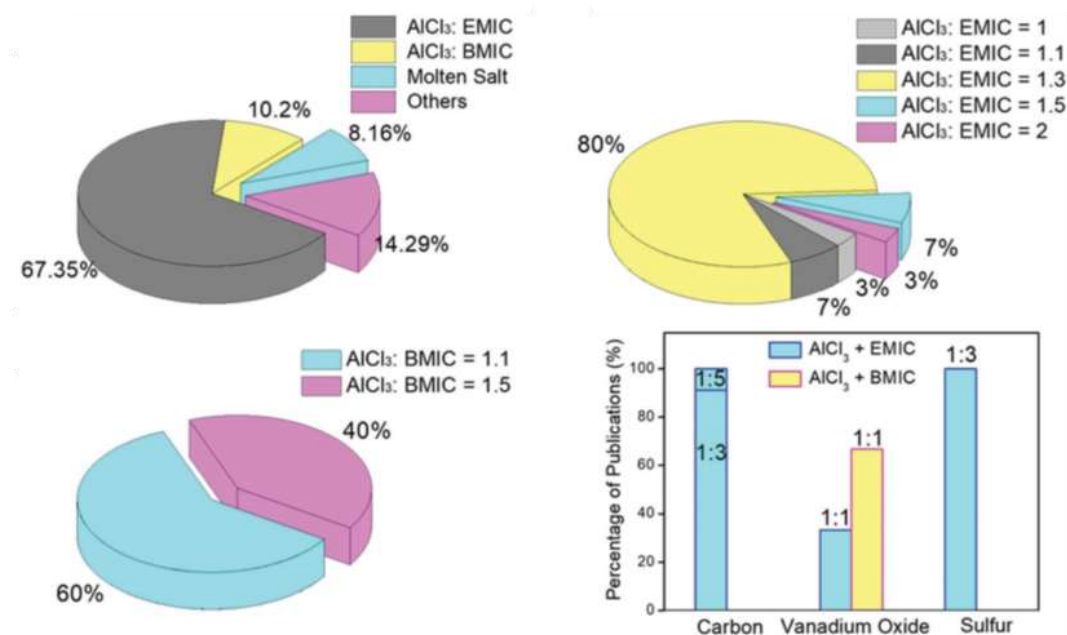 AlCl₃: EMIC
AlCl₃: BMIC
Molten Salt
Others
10.2%
8.16%
14.29%
67.35%
AlCl₃: EMIC = 1
AlCl₃: EMIC = 1.1
AlCl₃: EMIC = 1.3
AlCl₃: EMIC = 1.5
AlCl₃: EMIC = 2
80%
7%
3%
3%
7%
AlCl₃: BMIC = 1.1
AlCl₃: BMIC = 1.5
40%
60%
Percentage of Publications (%)
100
80
60
40
20
0
AlCl₃ + EMIC
AlCl₃ + BMIC
1:5
1:3
1:1
1:1
1:3
Carbon
Vanadium Oxide
Sulfur